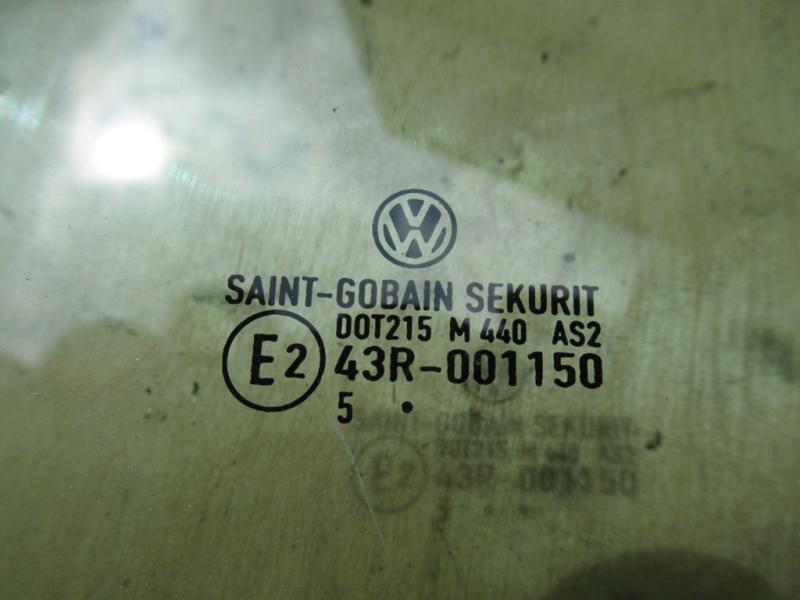 SAINT-GOBAIN SEKURIT
DOT215 M 440 AS2
E2 43R-001150
5 .